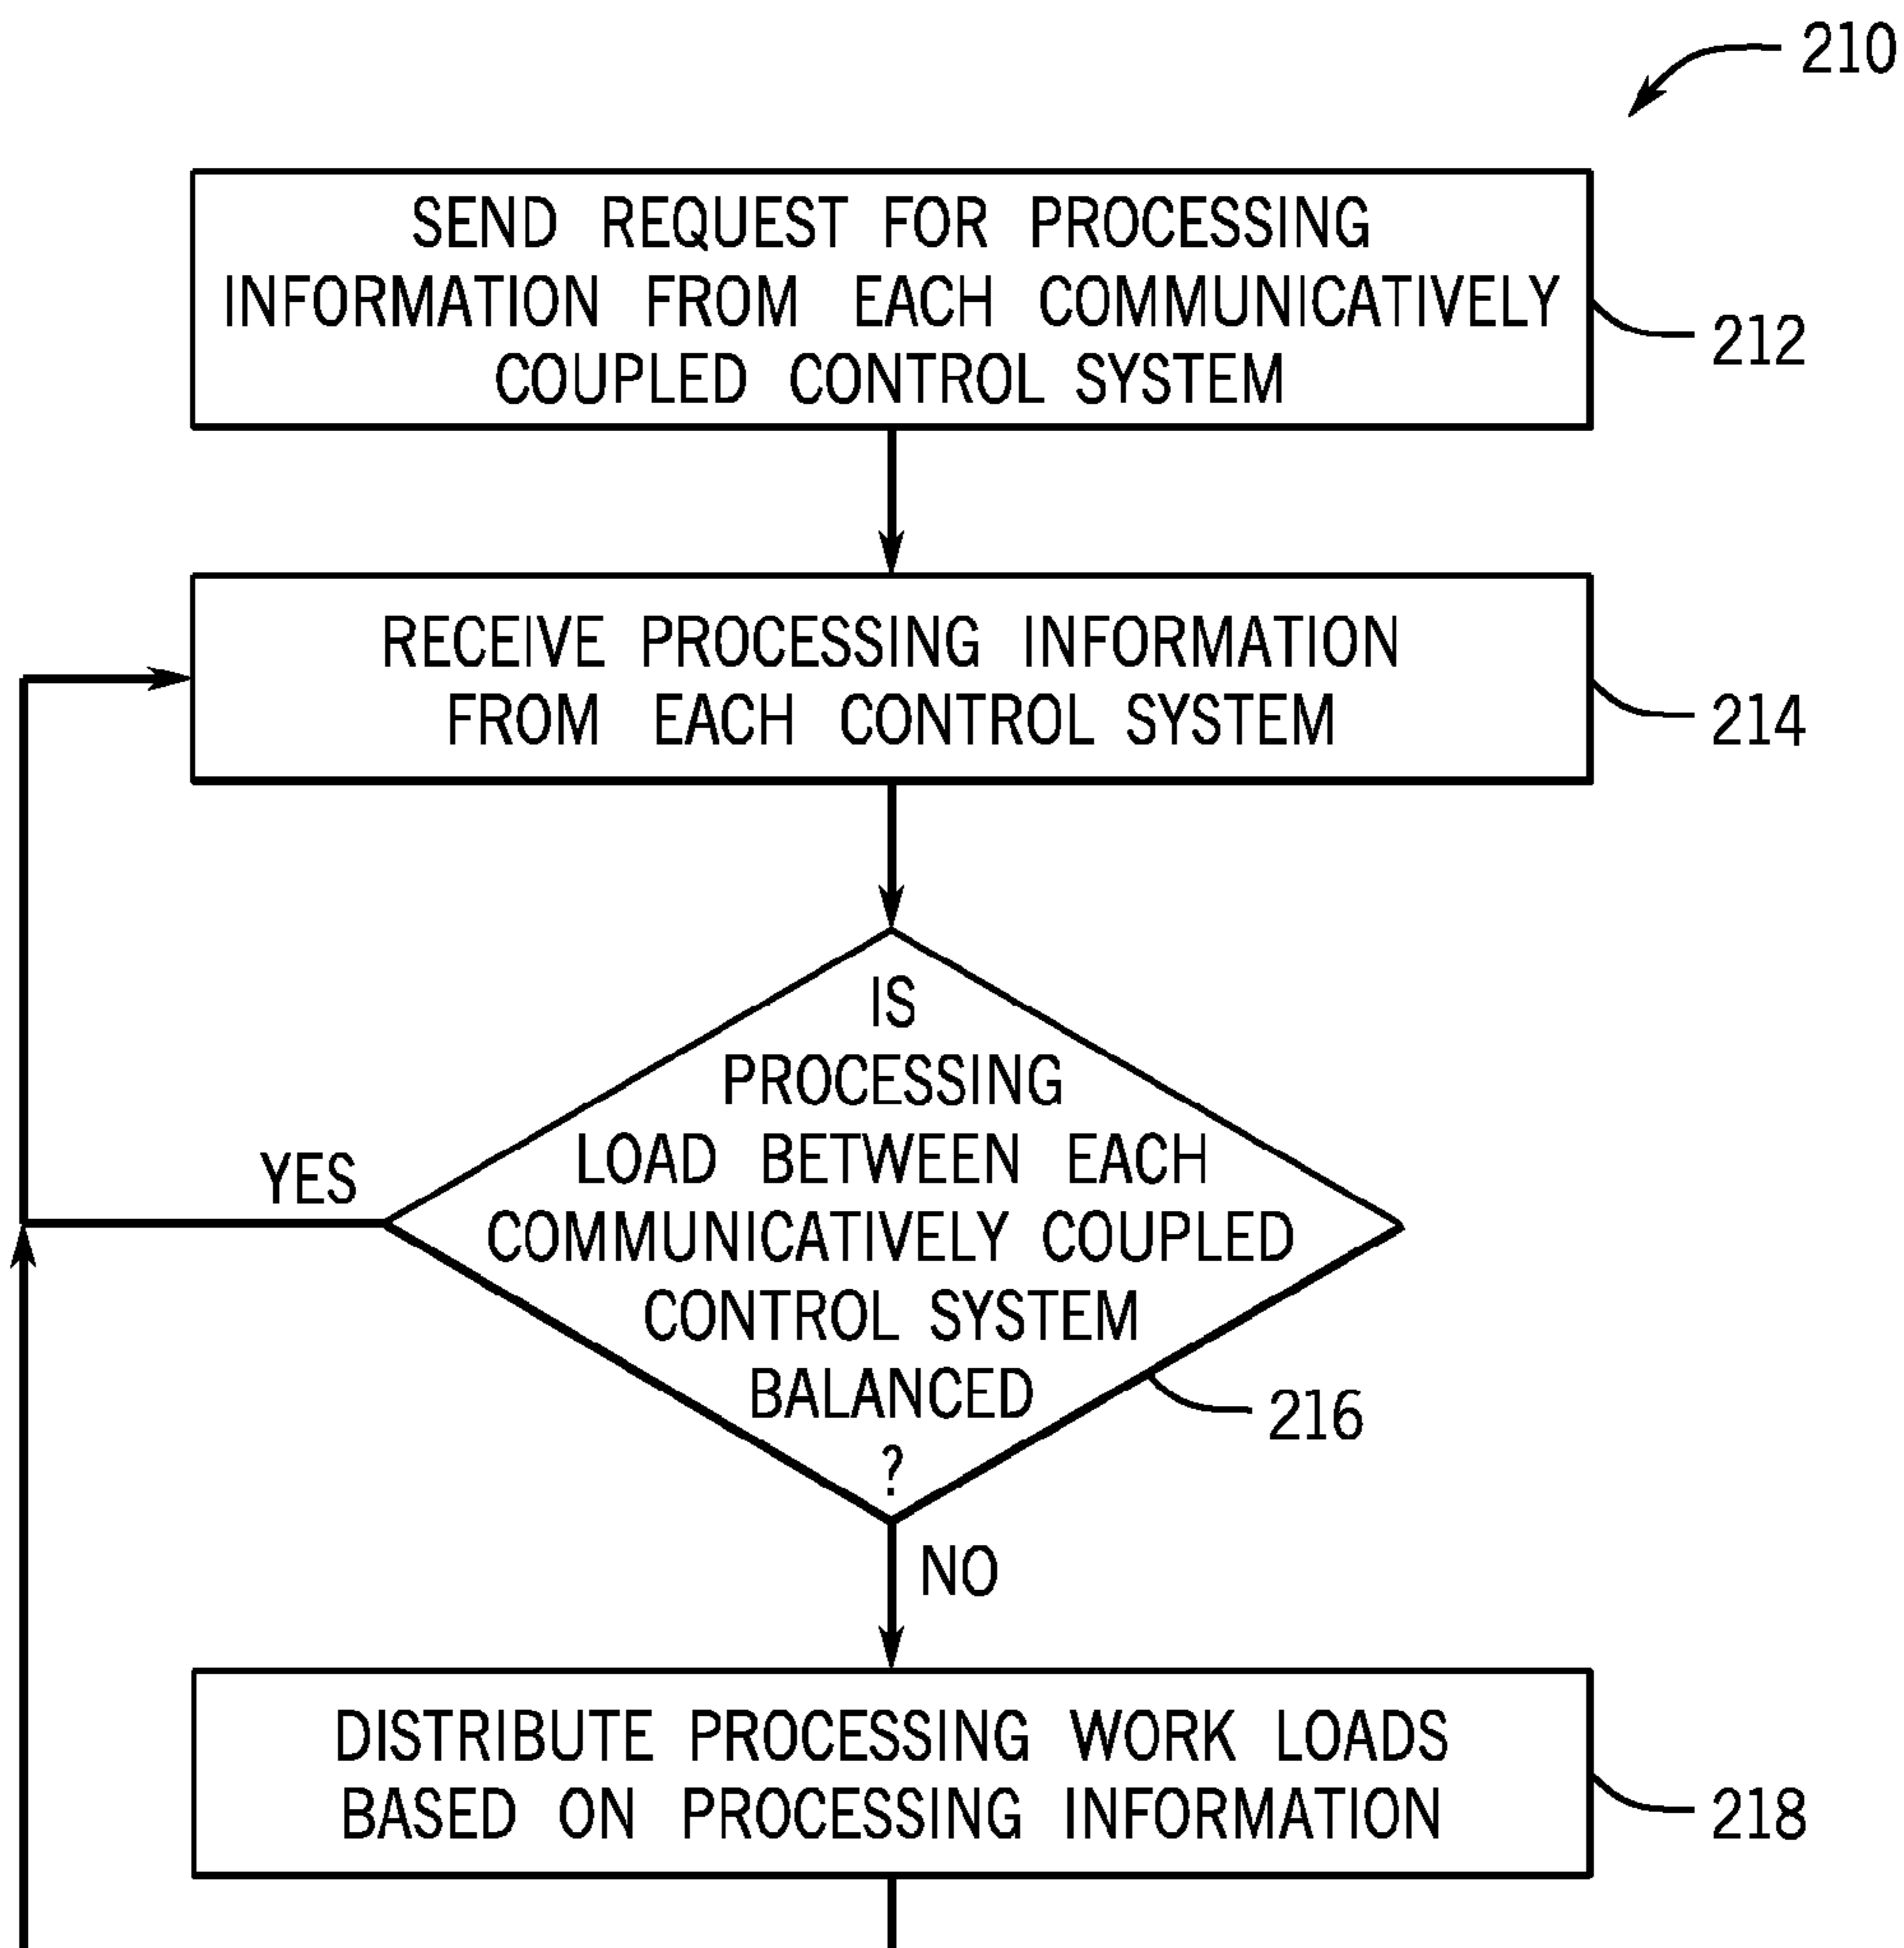 210
SEND REQUEST FOR PROCESSING
INFORMATION FROM EACH COMMUNICATIVELY
COUPLED CONTROL SYSTEM
212
RECEIVE PROCESSING INFORMATION
FROM EACH CONTROL SYSTEM
214
IS
PROCESSING
LOAD BETWEEN EACH
COMMUNICATIVELY COUPLED
CONTROL SYSTEM
BALANCED
?
YES
216
NO
DISTRIBUTE PROCESSING WORK LOADS
BASED ON PROCESSING INFORMATION
218